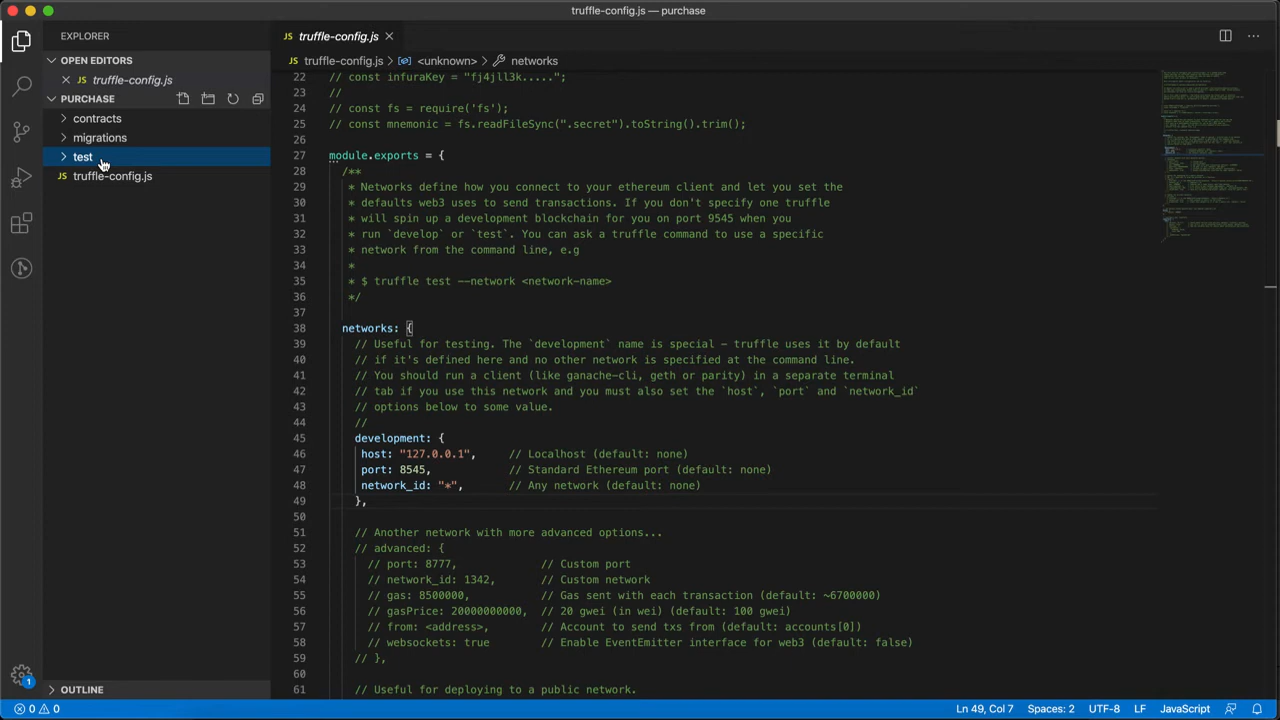 truffle-config.js — purchase
EXPLORER
OPEN EDITORS
JS truffle-config.js
PURCHASE
contracts
migrations
test
JS truffle-config.js
OUTLINE
JS truffle-config.js
JS truffle-config.js > <unknown> > networks
22 // const infuraKey = "fj4jll3k.....";
23 //
24 // const fs = require('fs');
25 // const mnemonic = fs.readFileSync(".secret").toString().trim();
26
27 module.exports = {
28 /**
29 * Networks define how you connect to your ethereum client and let you set the
30 * defaults web3 uses to send transactions. If you don't specify one truffle
31 * will spin up a development blockchain for you on port 9545 when you
32 * run `develop` or `test`. You can ask a truffle command to use a specific
33 * network from the command line, e.g
34 *
35 * $ truffle test --network <network-name>
36 */
37
38 networks: {
39 // Useful for testing. The `development` name is special - truffle uses it by default
40 // if it's defined here and no other network is specified at the command line.
41 // You should run a client (like ganache-cli, geth or parity) in a separate terminal
42 // tab if you use this network and you must also set the `host`, `port` and `network_id`
43 // options below to some value.
44 //
45 development: {
46 host: "127.0.0.1", // Localhost (default: none)
47 port: 8545, // Standard Ethereum port (default: none)
48 network_id: "*", // Any network (default: none)
49 },
50
51 // Another network with more advanced options...
52 // advanced: {
53 // port: 8777, // Custom port
54 // network_id: 1342, // Custom network
55 // gas: 8500000, // Gas sent with each transaction (default: ~6700000)
56 // gasPrice: 20000000000, // 20 gwei (in wei) (default: 100 gwei)
57 // from: <address>, // Account to send txs from (default: accounts[0])
58 // websockets: true // Enable EventEmitter interface for web3 (default: false)
59 // },
60
61 // Useful for deploying to a public network.
1
0 0 Ln 49, Col 7 Spaces: 2 UTF-8 LF JavaScript